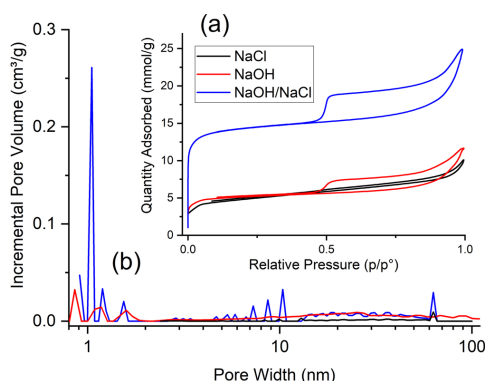 (a)
NaCl
NaOH
NaOH/NaCl
Quantity Adsorbed (mmol/g)
25
20
15
10
5
0
0.0
0.5
1.0
Relative Pressure (p/p°)
(b)
Incremental Pore Volume (cm³/g)
0.3
0.2
0.1
0.0
1
10
100
Pore Width (nm)